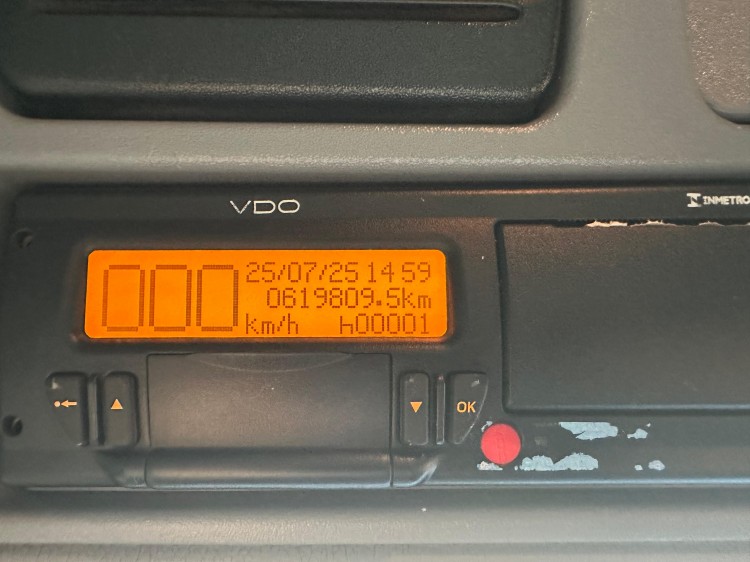 VDO
INMETRO
000
25/07/25 14 59
0619809.5km
km/h h00001
OK